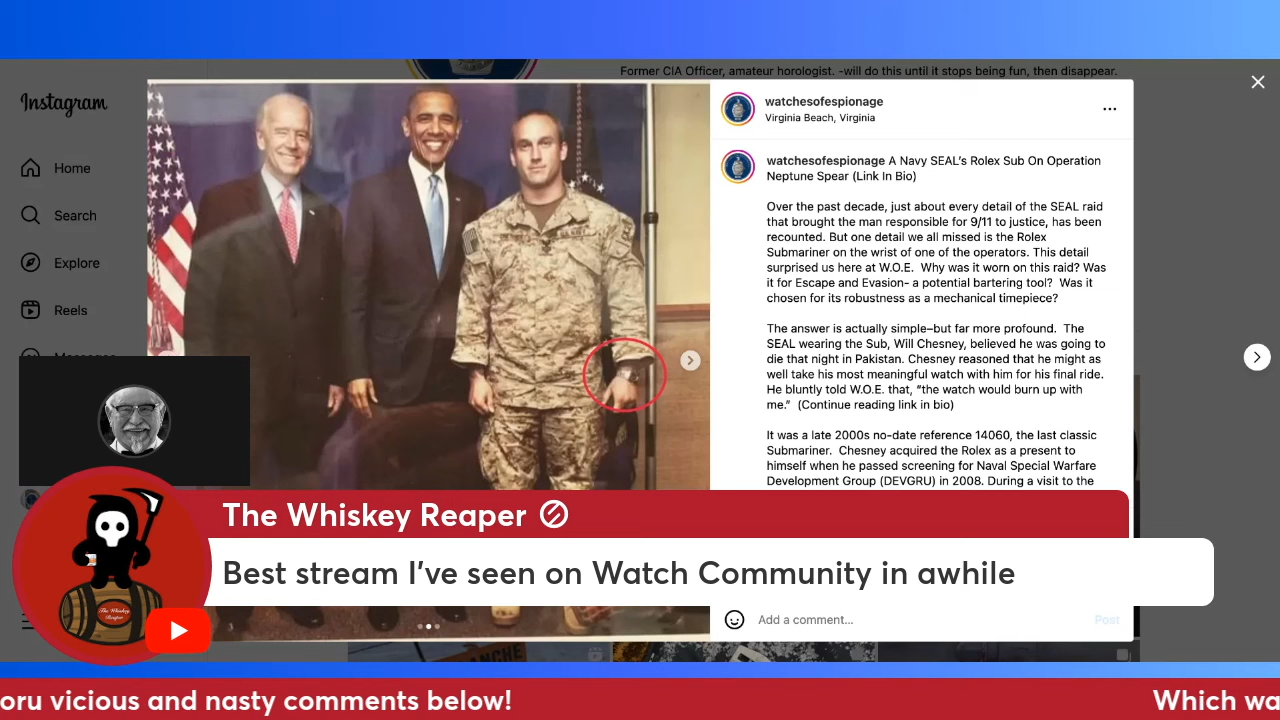 Former CIA Officer, amateur horologist. -will do this until it stops being fun, then disappear.
Instagram
Home
Search
Explore
Reels
Messages
watchesofespionage
Virginia Beach, Virginia
watchesofespionage A Navy SEAL's Rolex Sub On Operation
Neptune Spear (Link In Bio)
Over the past decade, just about every detail of the SEAL raid
that brought the man responsible for 9/11 to justice, has been
recounted. But one detail we all missed is the Rolex
Submariner on the wrist of one of the operators. This detail
surprised us here at W.O.E. Why was it worn on this raid? Was
it for Escape and Evasion- a potential bartering tool? Was it
chosen for its robustness as a mechanical timepiece?
The answer is actually simple–but far more profound. The
SEAL wearing the Sub, Will Chesney, believed he was going to
die that night in Pakistan. Chesney reasoned that he might as
well take his most meaningful watch with him for his final ride.
He bluntly told W.O.E. that, "the watch would burn up with
me." (Continue reading link in bio)
It was a late 2000s no-date reference 14060, the last classic
Submariner. Chesney acquired the Rolex as a present to
himself when he passed screening for Naval Special Warfare
Development Group (DEVGRU) in 2008. During a visit to the
The Whiskey Reaper
Best stream I've seen on Watch Community in awhile
The Whiskey
Reaper
Add a comment...
Post
oru vicious and nasty comments below!
Which wa